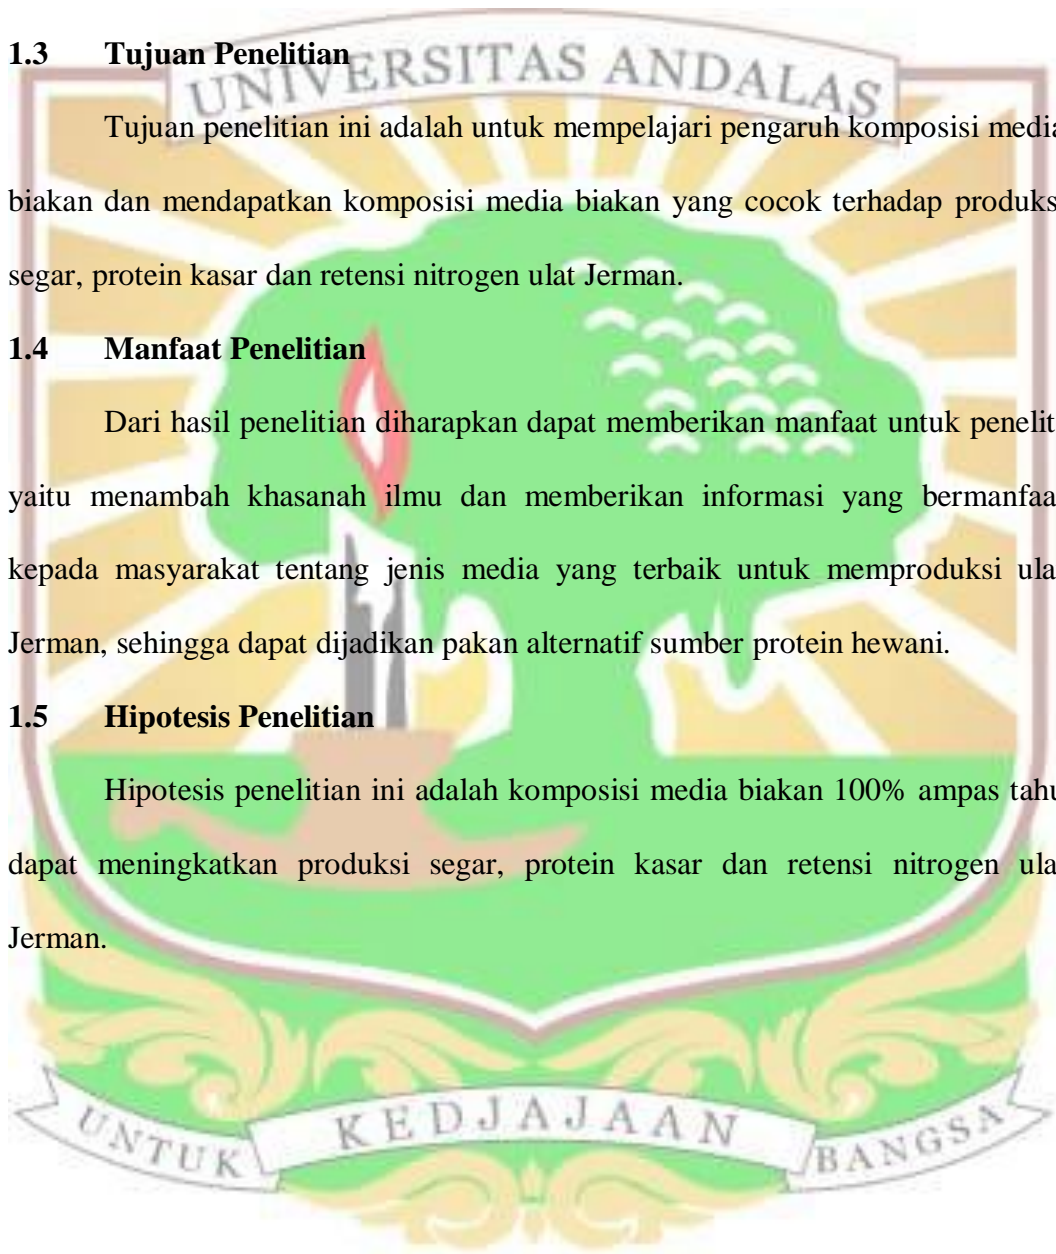 1.3 Tujuan Penelitian
UNIVERSITAS ANDALAS
Tujuan penelitian ini adalah untuk mempelajari pengaruh komposisi media
biakan dan mendapatkan komposisi media biakan yang cocok terhadap produks
segar, protein kasar dan retensi nitrogen ulat Jerman.
1.4 Manfaat Penelitian
Dari hasil penelitian diharapkan dapat memberikan manfaat untuk penelit
yaitu menambah khasanah ilmu dan memberikan informasi yang bermanfaa
kepada masyarakat tentang jenis media yang terbaik untuk memproduksi ula
Jerman, sehingga dapat dijadikan pakan alternatif sumber protein hewani.
1.5 Hipotesis Penelitian
Hipotesis penelitian ini adalah komposisi media biakan 100% ampas tahu
dapat meningkatkan produksi segar, protein kasar dan retensi nitrogen ula
Jerman.
UNTUK KEDJAJAAN BANGSA